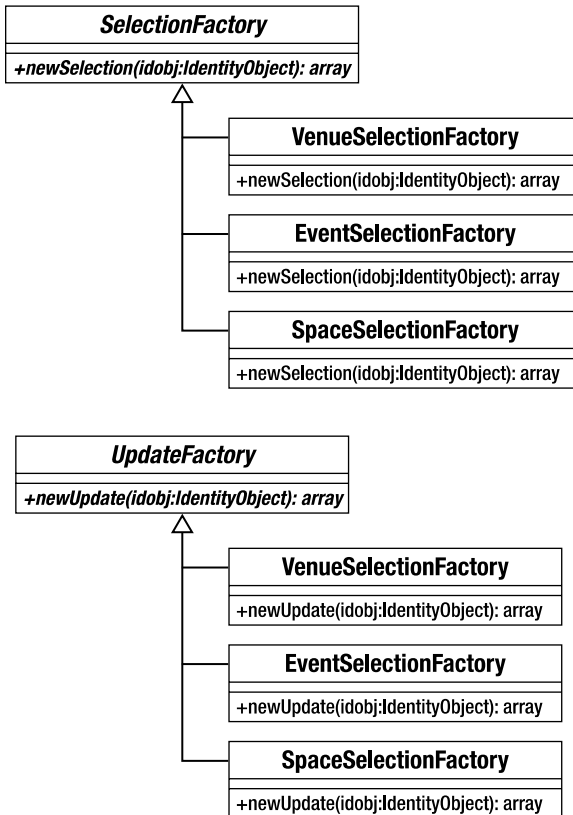 SelectionFactory
+newSelection(idobj:IdentityObject): array
VenueSelectionFactory
+newSelection(idobj:IdentityObject): array
EventSelectionFactory
+newSelection(idobj:IdentityObject): array
SpaceSelectionFactory
+newSelection(idobj:IdentityObject): array
UpdateFactory
+newUpdate(idobj:IdentityObject): array
VenueSelectionFactory
+newUpdate(idobj:IdentityObject): array
EventSelectionFactory
+newUpdate(idobj:IdentityObject): array
SpaceSelectionFactory
+newUpdate(idobj:IdentityObject): array